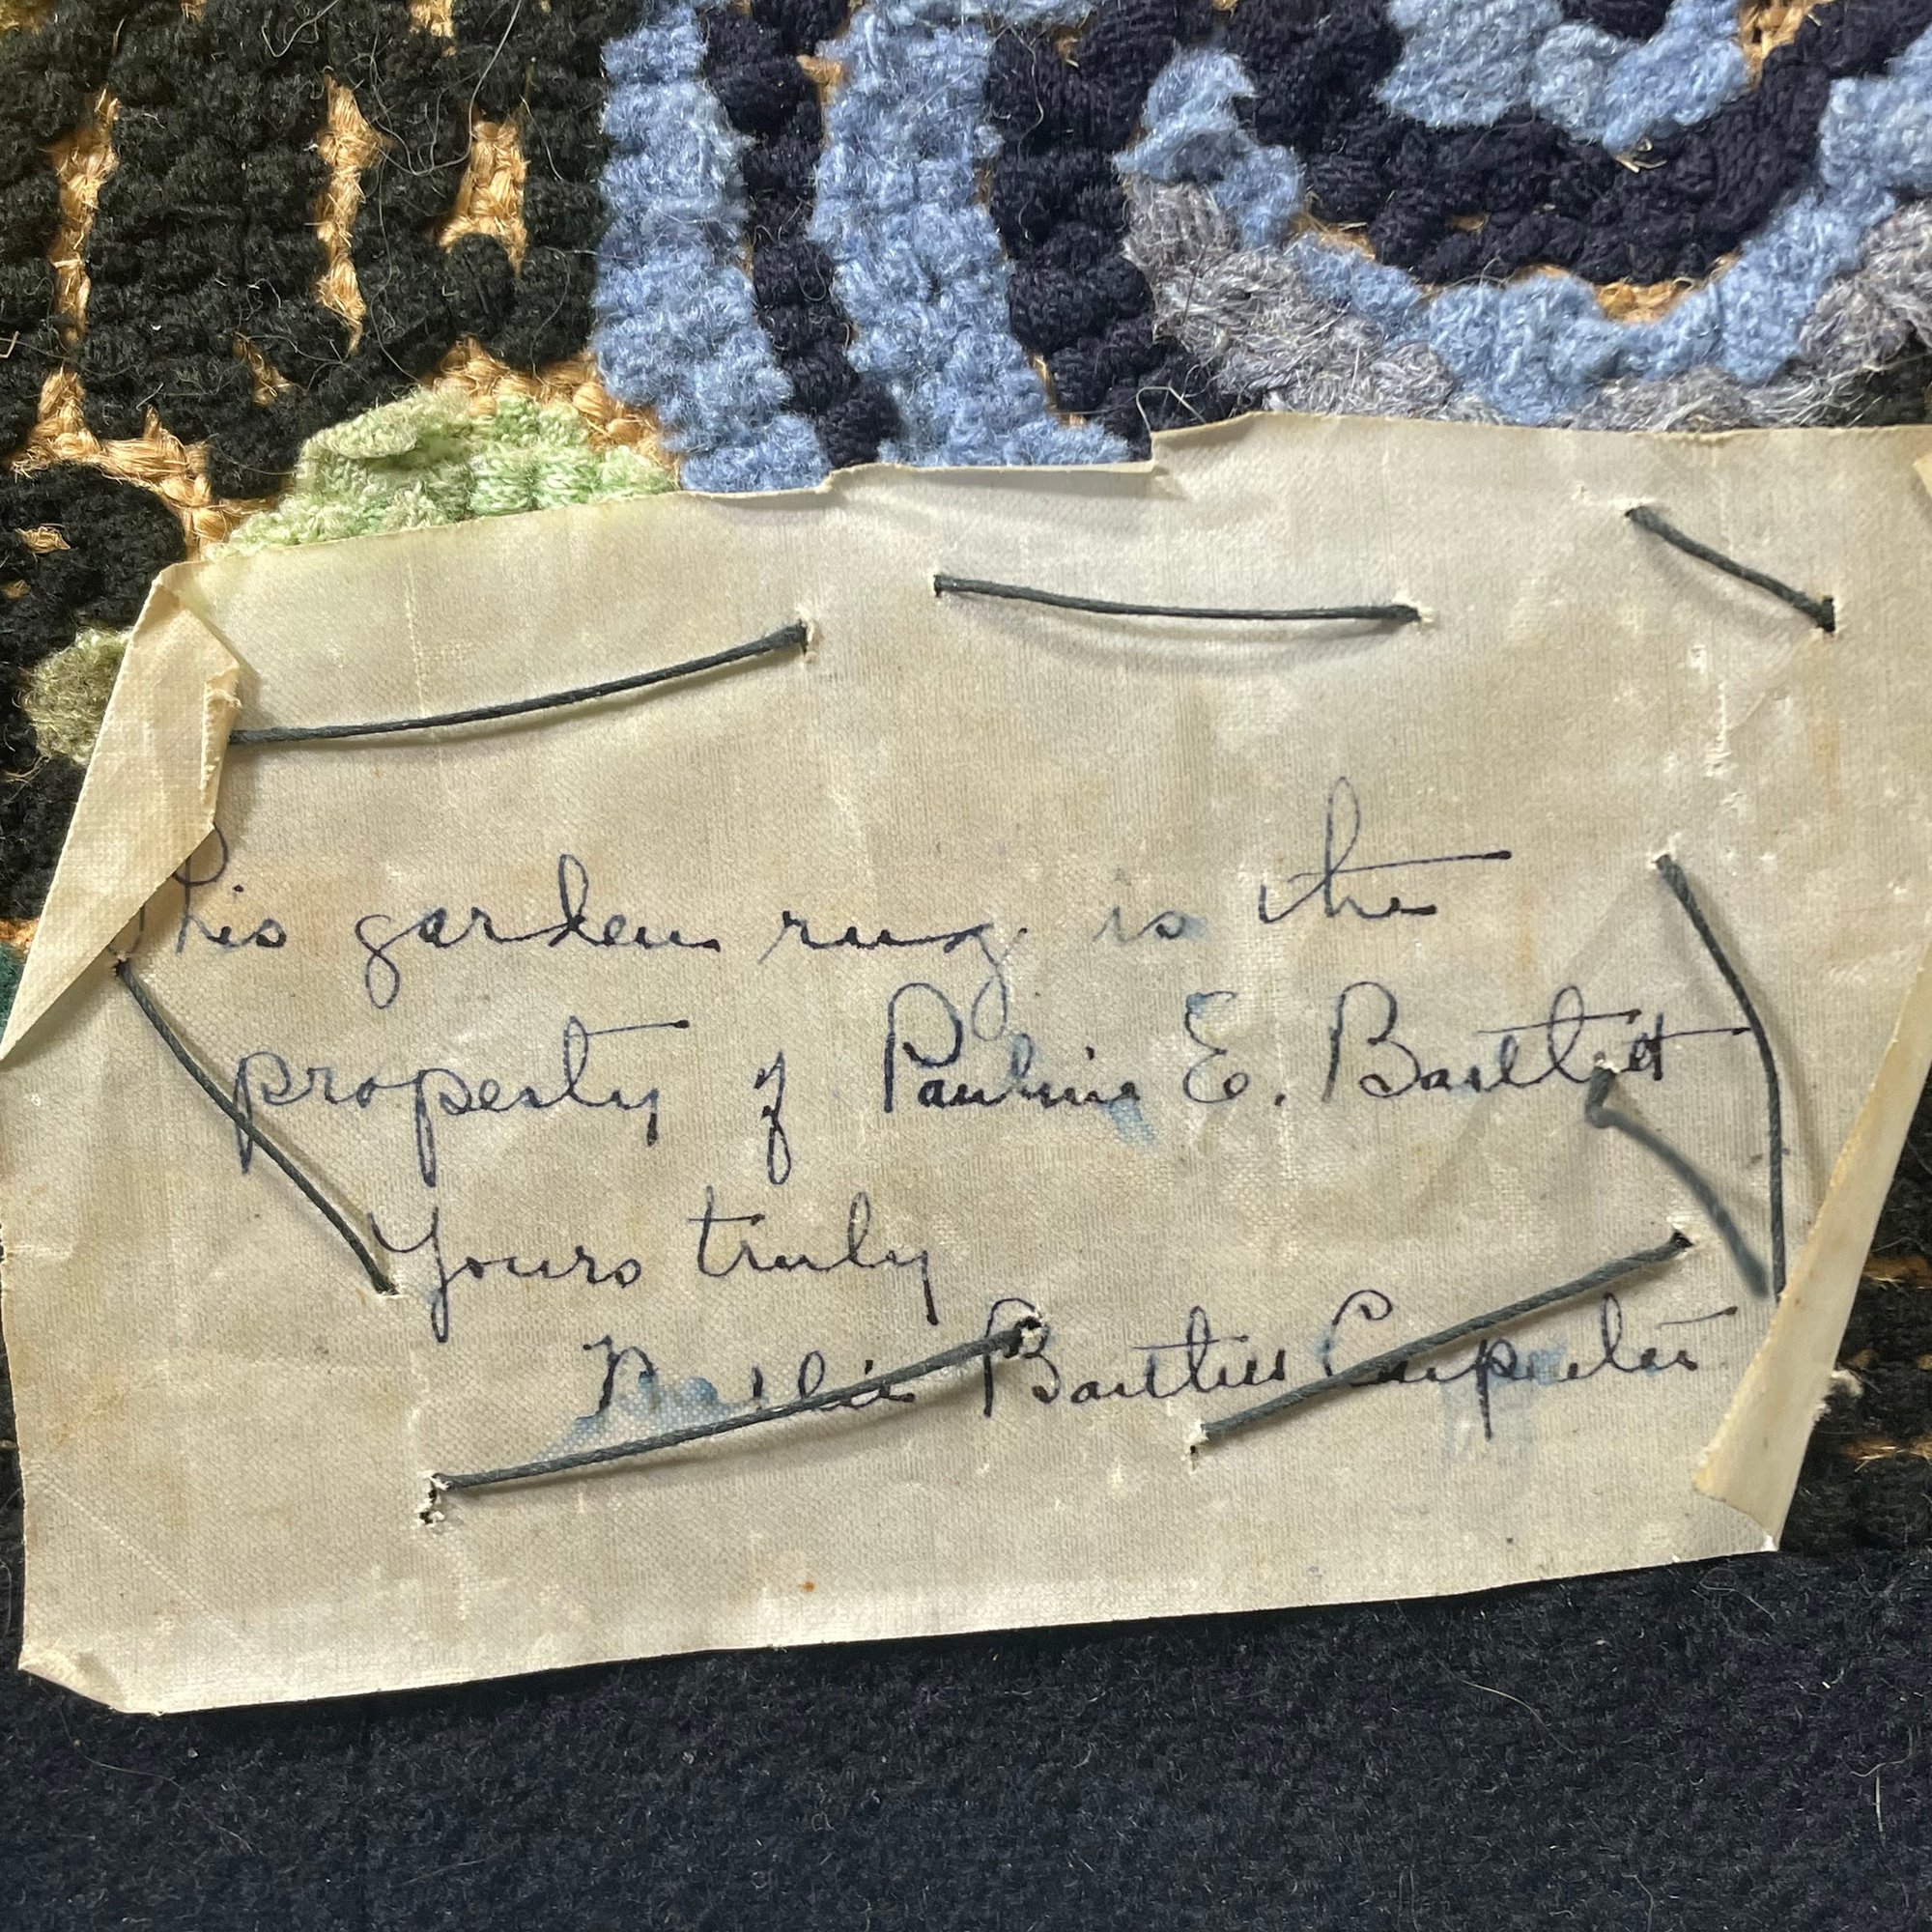 This garden rug is the
property of Pauline E. Bartlett
Yours truly
Bartlett Carpenter